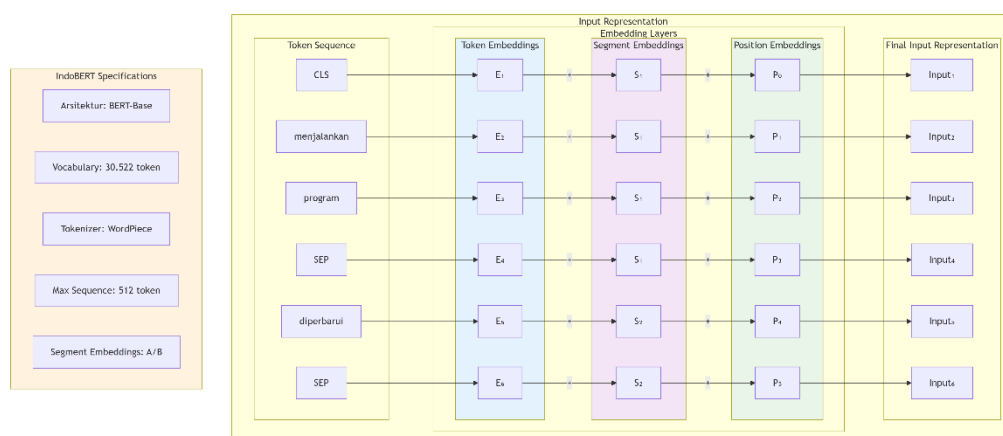 IndoBERT Specifications
Arsitektur: BERT-Base
Vocabulary: 30.522 token
Tokenizer: WordPiece
Max Sequence: 512 token
Segment Embeddings: A/B
Input Representation
Embedding Layers
Token Sequence
Token Embeddings
Segment Embeddings
Position Embeddings
Final Input Representation
CLS E₁ S₁ P₀ Input₁
menjalankan E₂ S₁ P₁ Input₂
program E₃ S₁ P₂ Input₃
SEP E₄ S₁ P₃ Input₄
diperbarui E₅ S₂ P₄ Input₅
SEP E₆ S₂ P₅ Input₆